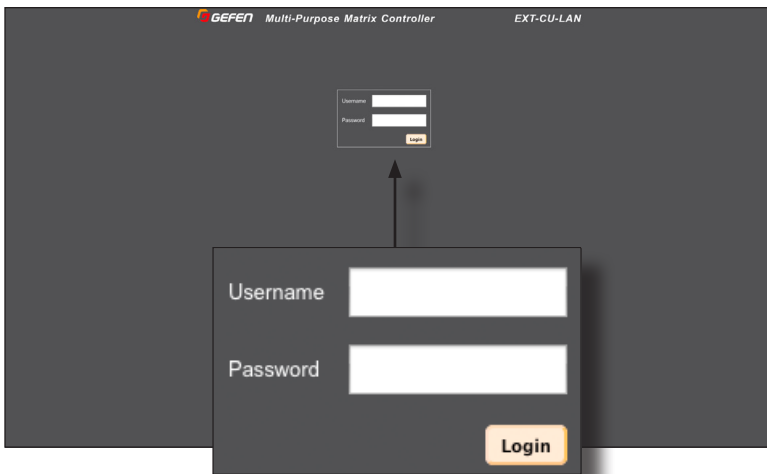 GEFEN Multi-Purpose Matrix Controller EXT-CU-LAN
Username
Password
Login
Username
Password
Login